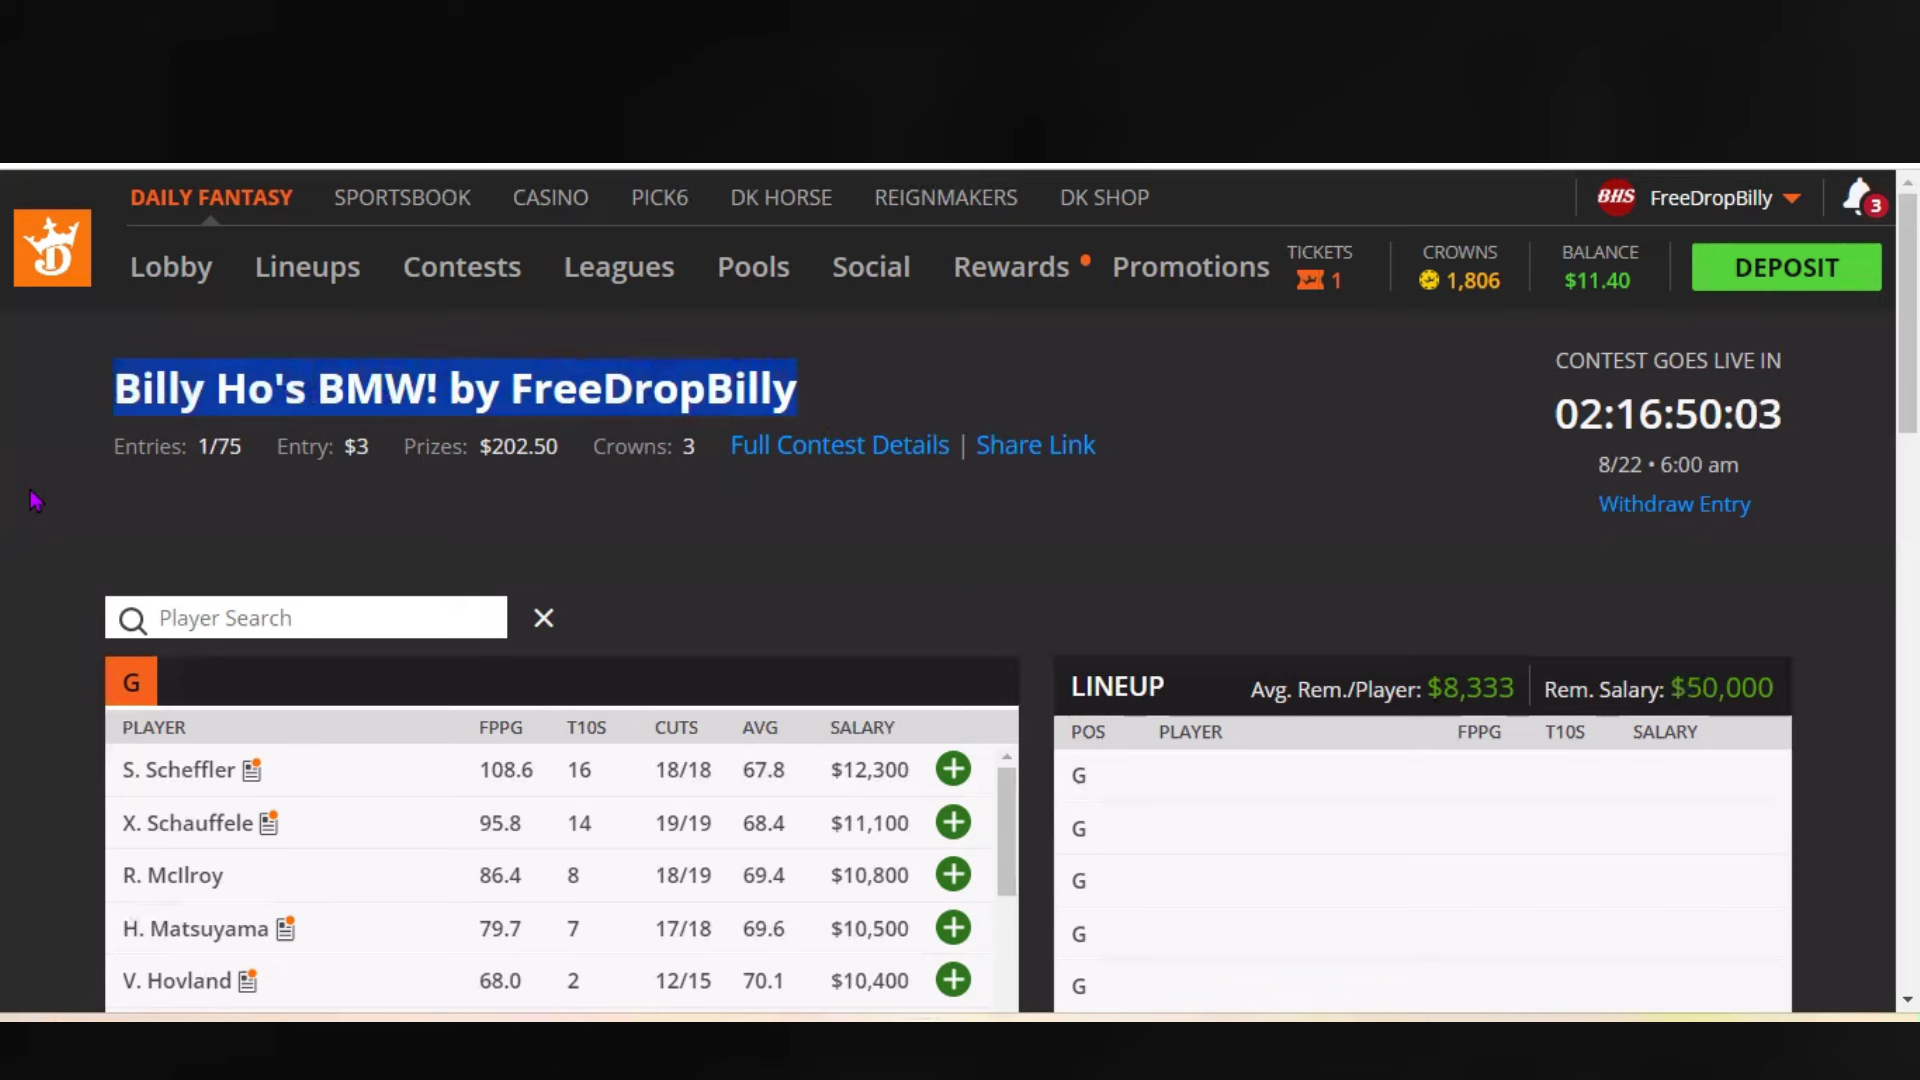 DAILY FANTASY SPORTSBOOK CASINO PICK6 DK HORSE REIGNMAKERS DK SHOP BHS FreeDropBilly 3
D Lobby Lineups Contests Leagues Pools Social Rewards Promotions TICKETS 1 CROWNS 1,806 BALANCE $11.40 DEPOSIT
Billy Ho's BMW! by FreeDropBilly
Entries: 1/75 Entry: $3 Prizes: $202.50 Crowns: 3 Full Contest Details | Share Link
CONTEST GOES LIVE IN
02:16:50:03
8/22 • 6:00 am
Withdraw Entry
Player Search
G
PLAYER FPPG T10S CUTS AVG SALARY
S. Scheffler 108.6 16 18/18 67.8 $12,300
X. Schauffele 95.8 14 19/19 68.4 $11,100
R. McIlroy 86.4 8 18/19 69.4 $10,800
H. Matsuyama 79.7 7 17/18 69.6 $10,500
V. Hovland 68.0 2 12/15 70.1 $10,400
LINEUP Avg. Rem./Player: $8,333 Rem. Salary: $50,000
POS PLAYER FPPG T10S SALARY
G
G
G
G
G